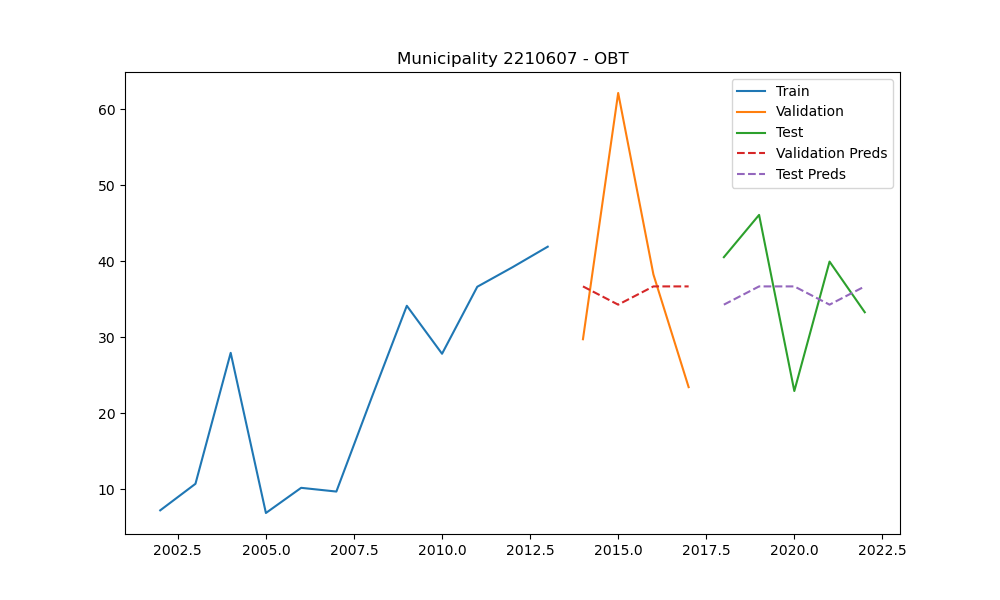 Municipality 2210607 - OBT
Train
Validation
Test
Validation Preds
Test Preds
60
50
40
30
20
10
2002.5 2005.0 2007.5 2010.0 2012.5 2015.0 2017.5 2020.0 2022.5